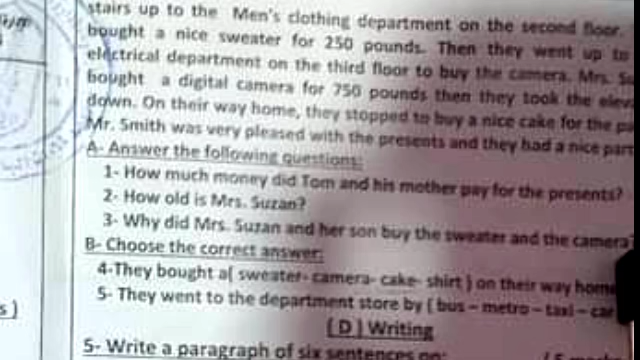 stairs up to the Men's clothing department on the second floor.
bought a nice sweater for 250 pounds. Then they went up to
electrical department on the third floor to buy the camera. Mrs. Su
bought a digital camera for 750 pounds then they took the elev
down. On their way home, they stopped to buy a nice cake for the pa
Mr. Smith was very pleased with the presents and they had a nice part
A- Answer the following questions:
1- How much money did Tom and his mother pay for the presents?
2- How old is Mrs. Suzan?
3- Why did Mrs. Suzan and her son buy the sweater and the camera?
B- Choose the correct answer:
4-They bought a( sweater- camera- cake- shirt ) on their way home
5- They went to the department store by ( bus – metro – taxi – car
s )
( D ) Writing
5- Write a paragraph of six sentences on: